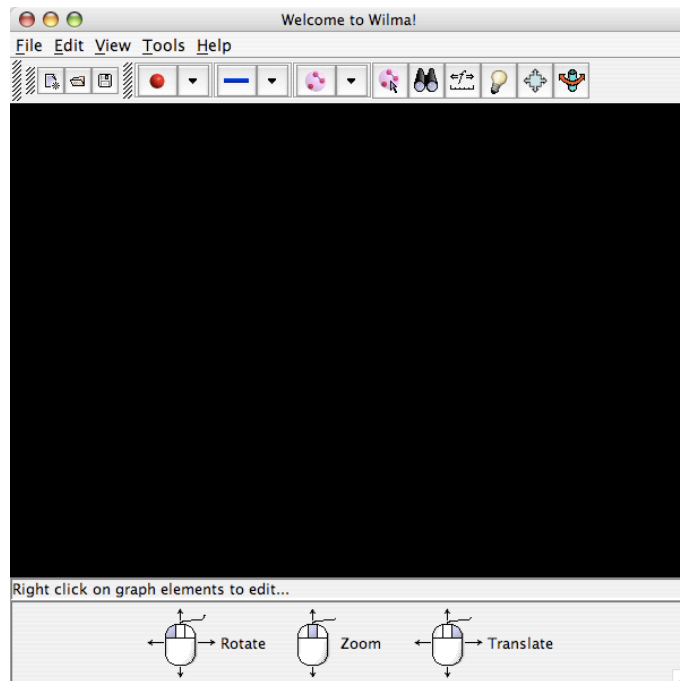 Welcome to Wilma!
File Edit View Tools Help
Right click on graph elements to edit...
Rotate Zoom Translate